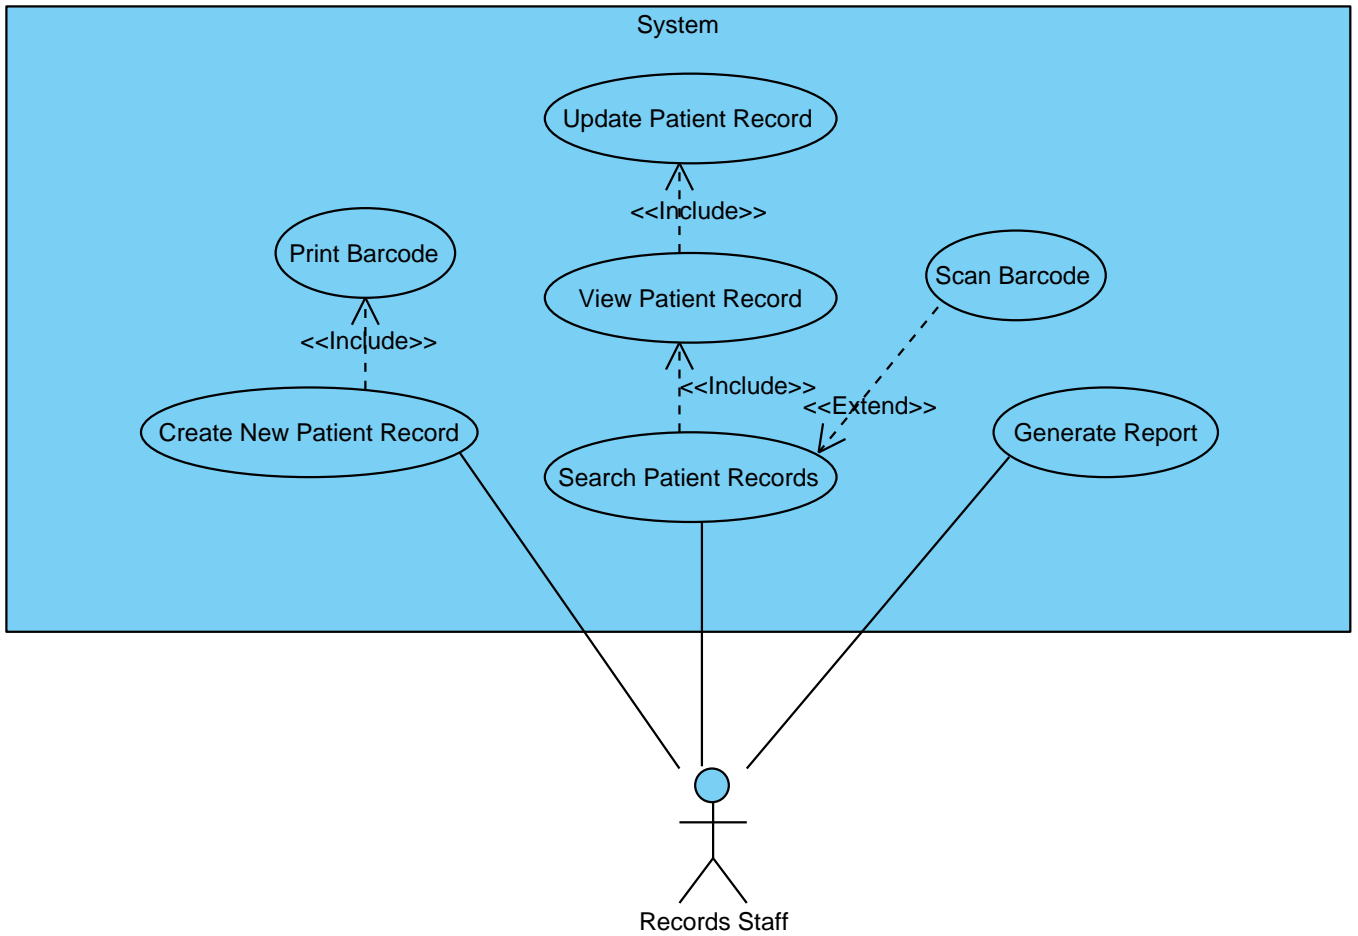 System
Update Patient Record
<<Include>>
Print Barcode
View Patient Record
Scan Barcode
<<Include>>
<<Include>>
<<Extend>>
Create New Patient Record
Search Patient Records
Generate Report
Records Staff